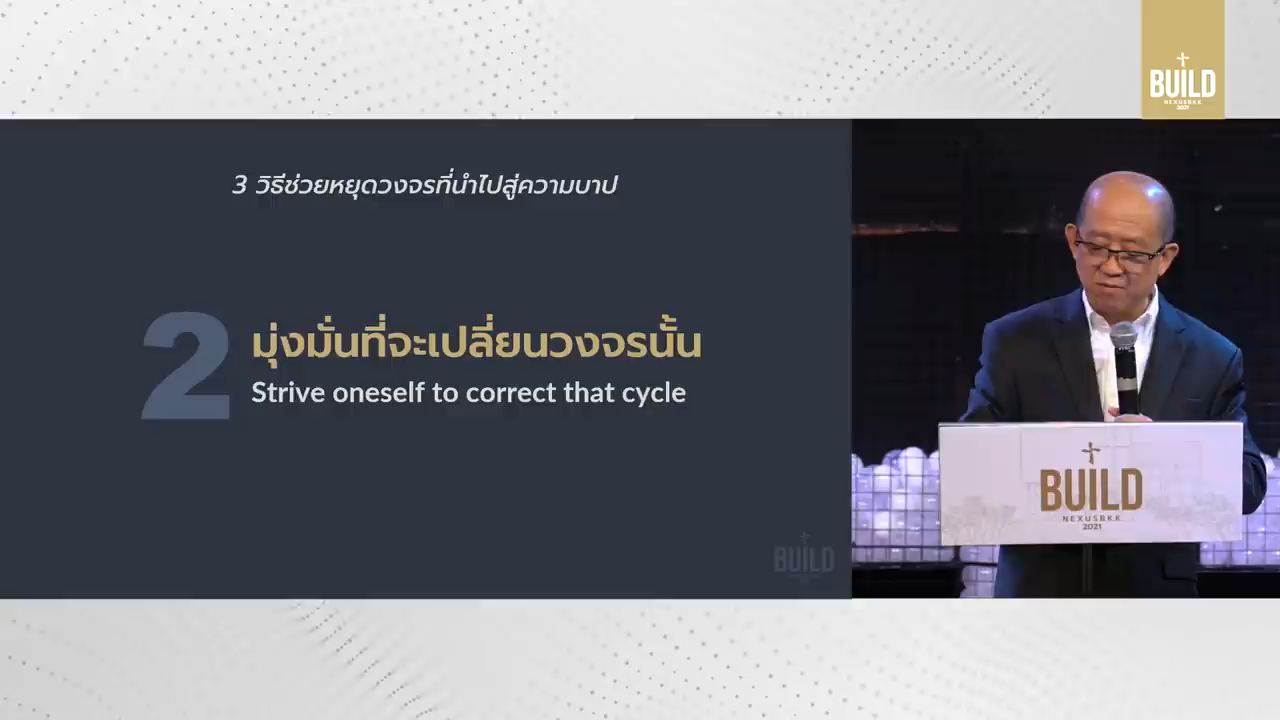 BUILD
NEXUSBKK
2021
3 วิธีช่วยหยุดวงจรที่นำไปสู่ความบาป
2
มุ่งมั่นที่จะเปลี่ยนวงจรนั้น
Strive oneself to correct that cycle
BUILD
BUILD
NEXUSBKK
2021